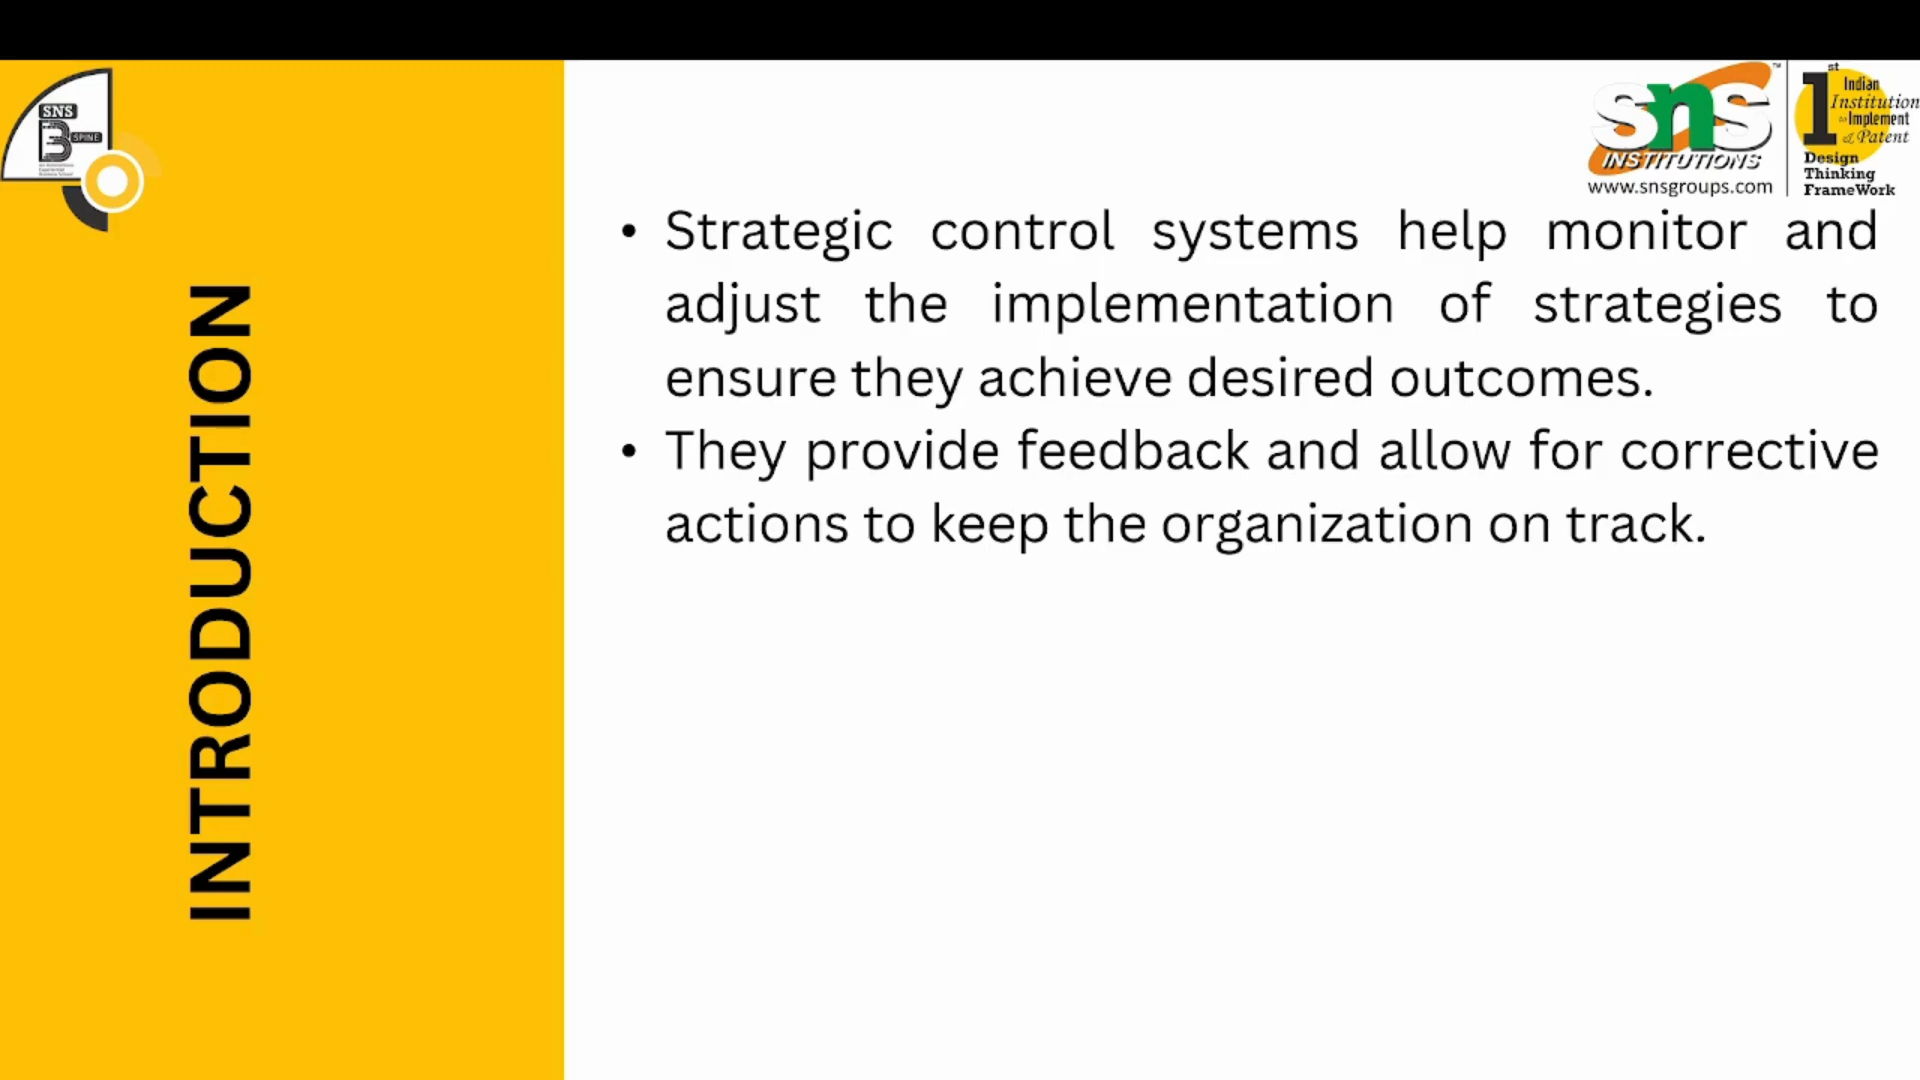 SNS
B
SPINE
sns
INSTITUTIONS
www.snsgroups.com
1st
Indian
Institution
to Implement
& Patent
Design
Thinking
FrameWork
INTRODUCTION
• Strategic control systems help monitor and
adjust the implementation of strategies to
ensure they achieve desired outcomes.
• They provide feedback and allow for corrective
actions to keep the organization on track.